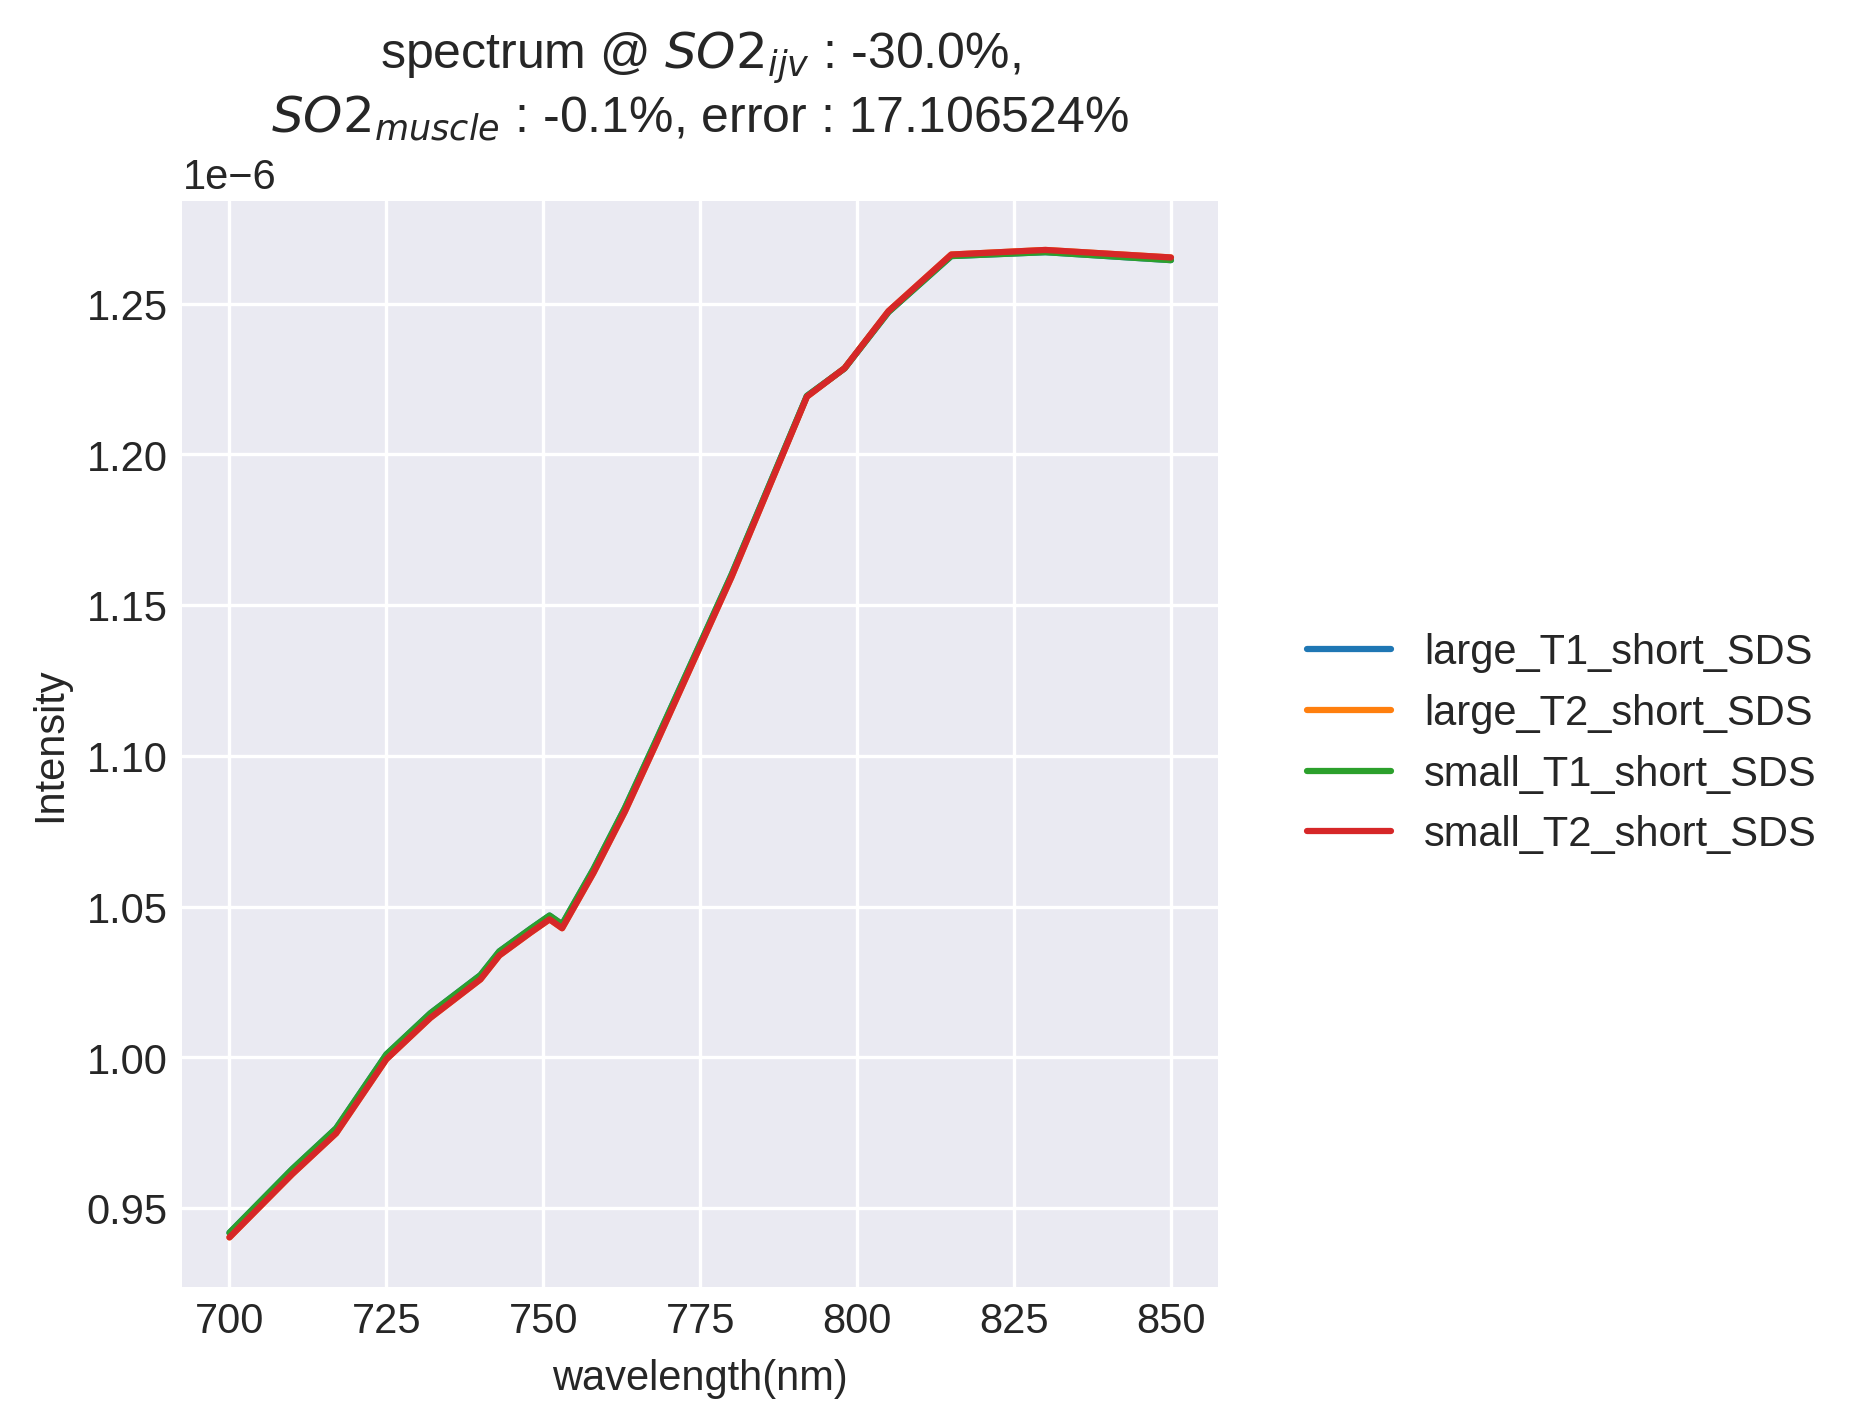 spectrum @ SO2ijv : -30.0%,
SO2muscle : -0.1%, error : 17.106524%
1e−6
1.25
1.20
1.15
1.10
1.05
1.00
0.95
Intensity
700 725 750 775 800 825 850
wavelength(nm)
large_T1_short_SDS
large_T2_short_SDS
small_T1_short_SDS
small_T2_short_SDS